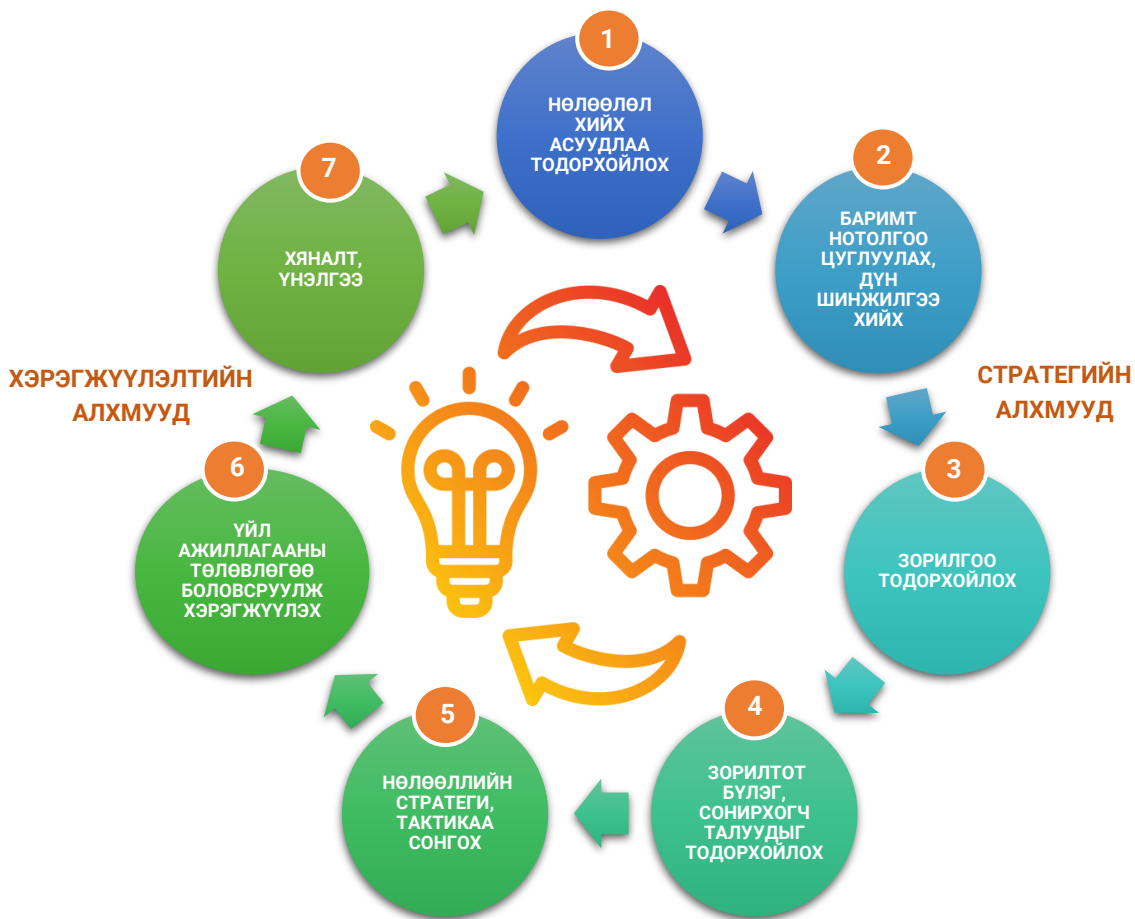 1
НӨЛӨӨЛӨЛ
ХИЙХ
АСУУДЛАА
ТОДОРХОЙЛОХ
2
БАРИМТ
НОТОЛГОО
ЦУГЛУУЛАХ,
ДҮН
ШИНЖИЛГЭЭ
ХИЙХ
СТРАТЕГИЙН
АЛХМУУД
3
ЗОРИЛГОО
ТОДОРХОЙЛОХ
4
ЗОРИЛТОТ
БҮЛЭГ,
СОНИРХОГЧ
ТАЛУУДЫГ
ТОДОРХОЙЛОХ
5
НӨЛӨӨЛЛИЙН
СТРАТЕГИ,
ТАКТИКАА
СОНГОХ
6
ҮЙЛ
АЖИЛЛАГААНЫ
ТӨЛӨВЛӨГӨӨ
БОЛОВСРУУЛЖ
ХЭРЭГЖҮҮЛЭХ
ХЭРЭГЖҮҮЛЭЛТИЙН
АЛХМУУД
7
ХЯНАЛТ,
ҮНЭЛГЭЭ